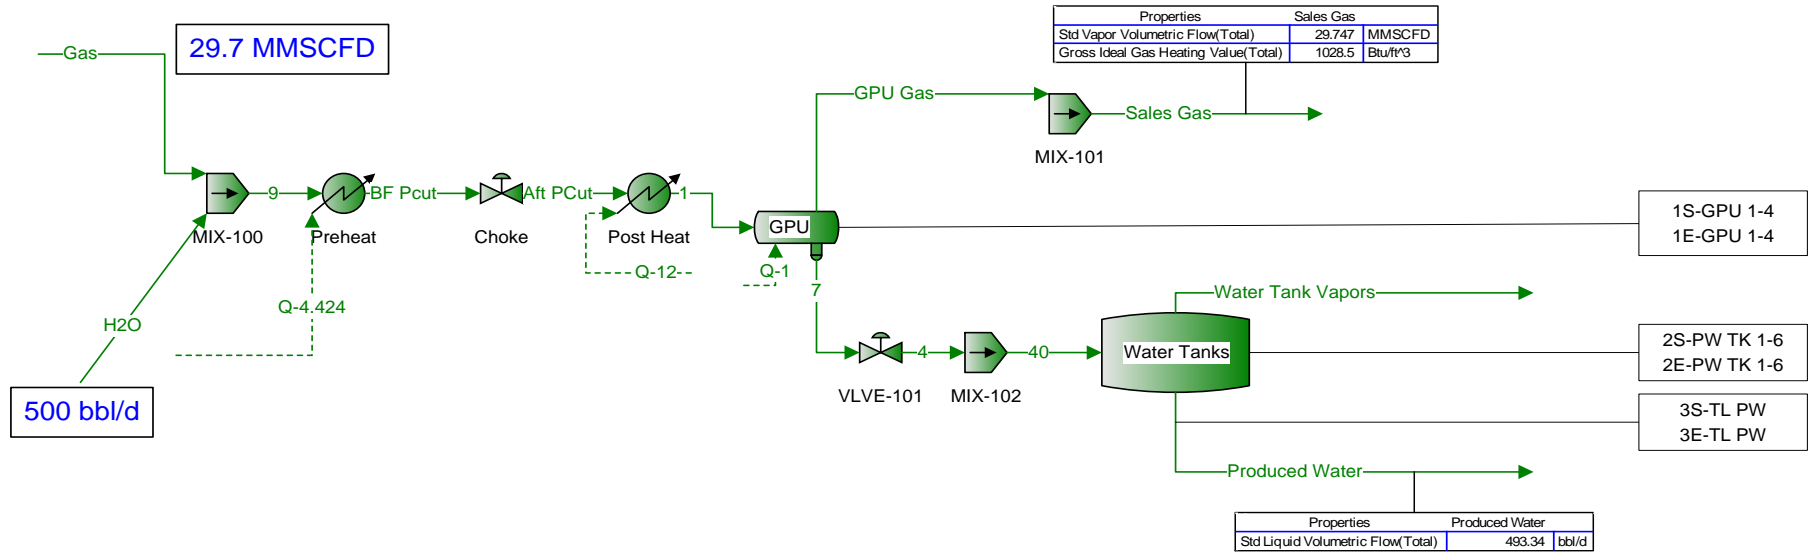 Properties Sales Gas
Std Vapor Volumetric Flow(Total) 29.747 MMSCFD
Gross Ideal Gas Heating Value(Total) 1028.5 Btu/ft^3
Gas
29.7 MMSCFD
GPU Gas
Sales Gas
MIX-101
9
BF Pcut
Aft PCut
1
MIX-100
Preheat
Choke
Post Heat
GPU
1S-GPU 1-4
1E-GPU 1-4
Q-12
Q-1
7
Q-4.424
H2O
Water Tank Vapors
4
40
Water Tanks
2S-PW TK 1-6
2E-PW TK 1-6
VLVE-101
MIX-102
500 bbl/d
3S-TL PW
3E-TL PW
Produced Water
Properties Produced Water
Std Liquid Volumetric Flow(Total) 493.34 bbl/d